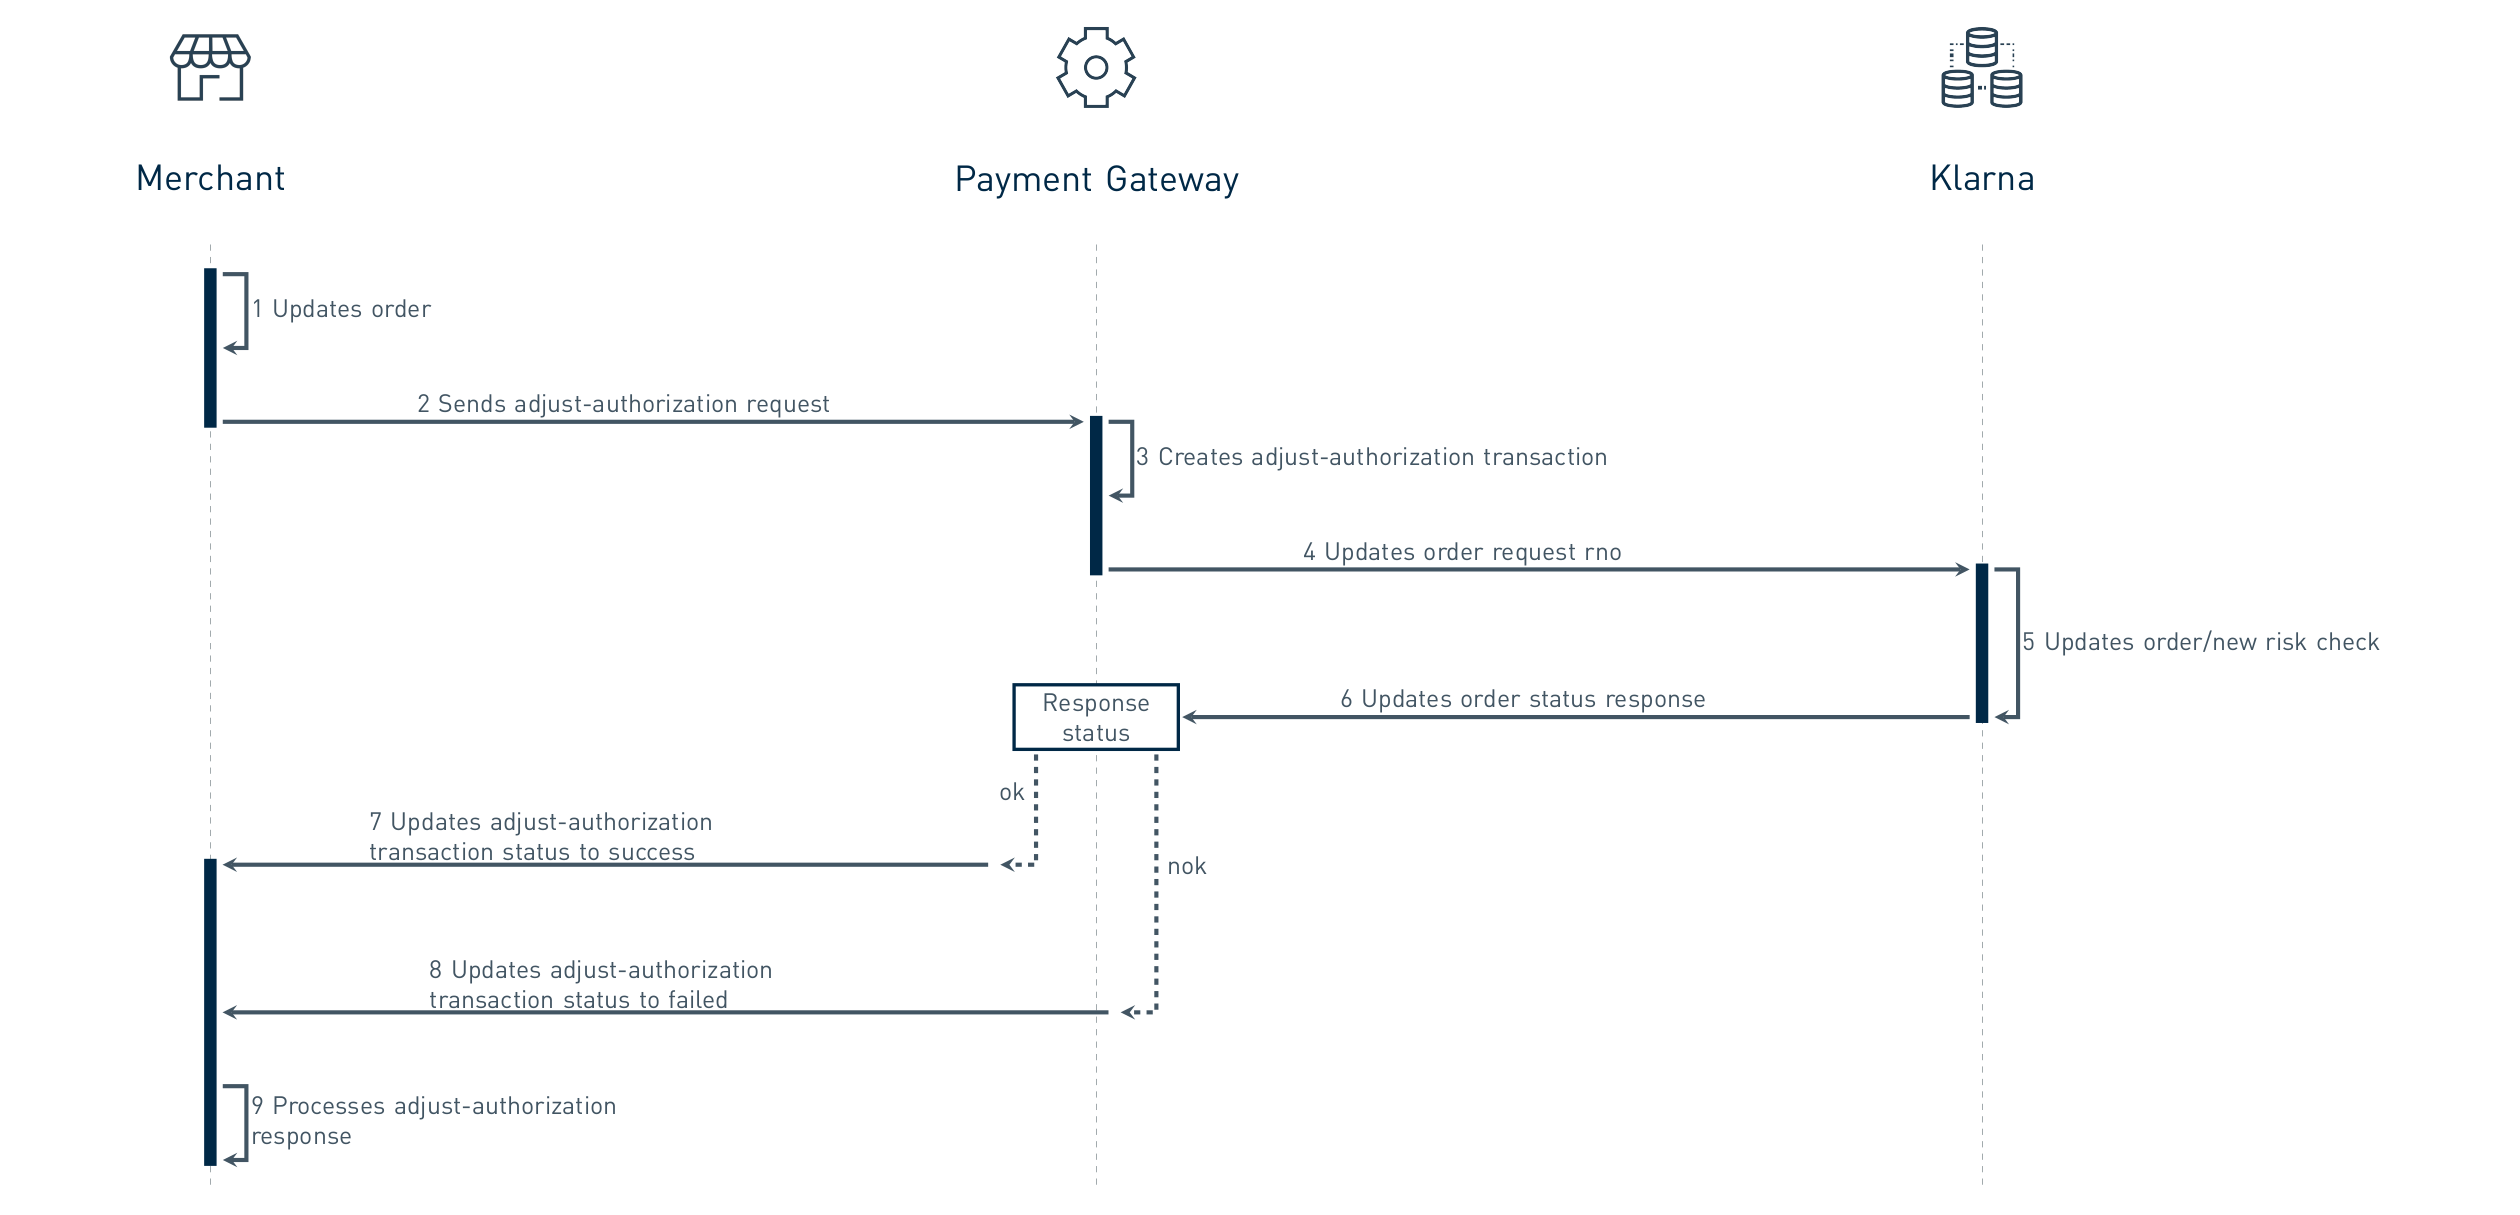 Merchant
Payment Gateway
Klarna
1 Updates order
2 Sends adjust-authorization request
3 Creates adjust-authorization transaction
4 Updates order request rno
5 Updates order/new risk check
6 Updates order status response
Response
status
ok
7 Updates adjust-authorization
transaction status to success
nok
8 Updates adjust-authorization
transaction status to failed
9 Processes adjust-authorization
response